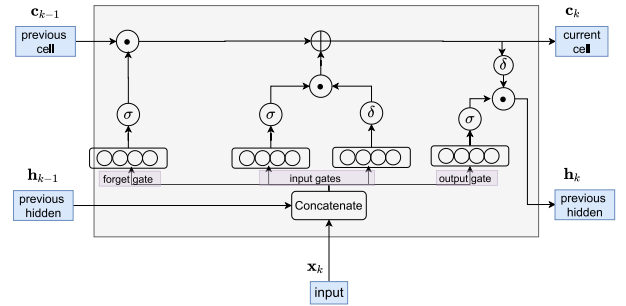 c_{k−1}
previous
cell
c_k
current
cell
δ
σ
σ
δ
σ
forget gate
input gates
output gate
h_{k−1}
previous
hidden
Concatenate
h_k
previous
hidden
x_k
input